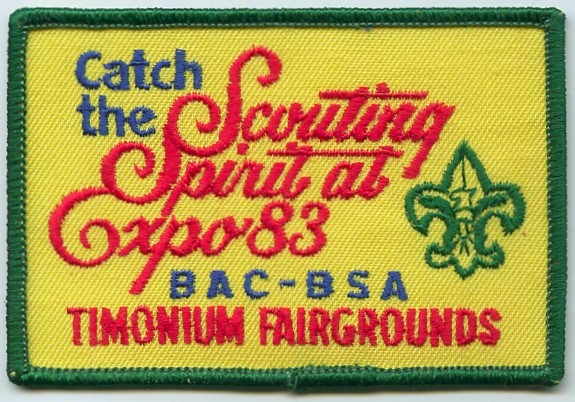 Catch
the Scouting
Spirit at
Expo 83
BAC-BSA
TIMONIUM FAIRGROUNDS